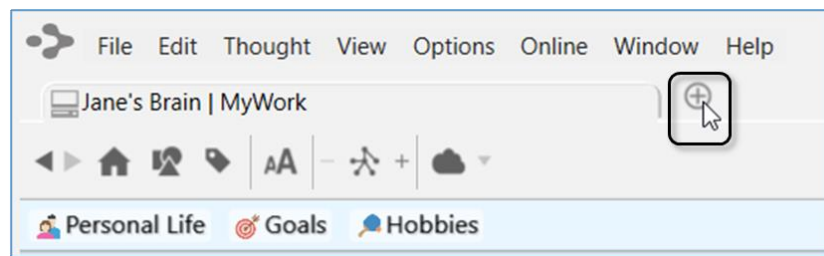 File Edit Thought View Options Online Window Help
Jane's Brain | MyWork
AA
Personal Life Goals Hobbies